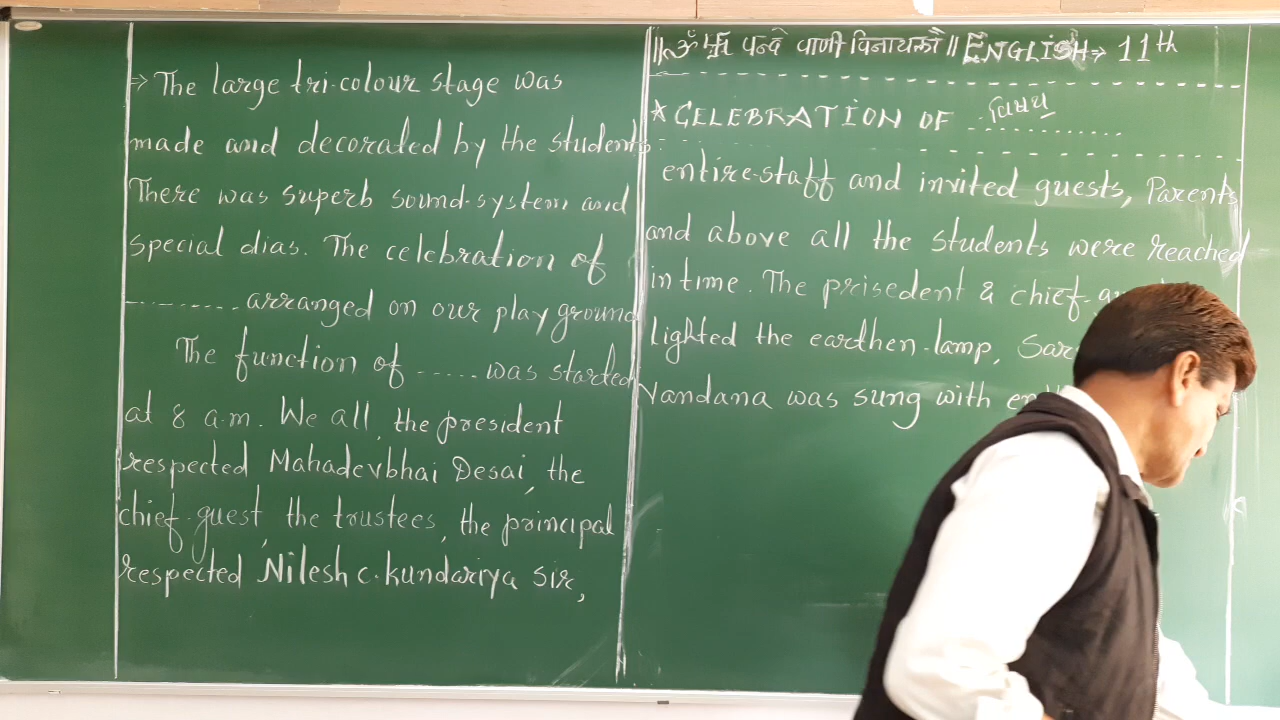 ॥ ॐ 卐 वन्दे वाणी विनायकौ ॥ ENGLISH → 11th
* CELEBRATION OF ............
→ The large tri-colour stage was
made and decorated by the students.
There was superb sound-system and
special dias. The celebration of
........... arranged on our play ground
The function of ...... was started
at 8 a.m. We all, the president
respected Mahadevbhai Desai, the
chief-guest, the trustees, the principal
respected Nilesh c. kundariya sir,
entire-staff and invited guests, Parents
and above all the students were reached
in time. The prisedent & chief-
lighted the earthen-lamp,
Vandana was sung with